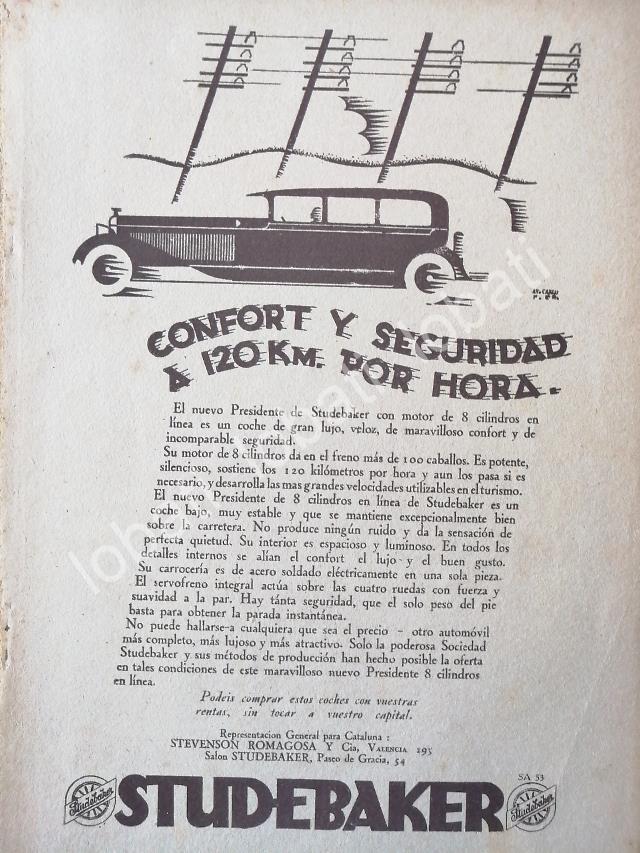 CONFORT Y SEGURIDAD
A 120 KM. POR HORA.
El nuevo Presidente de Studebaker con motor de 8 cilindros en
línea es un coche de gran lujo, veloz, de maravilloso confort y de
incomparable seguridad.
Su motor de 8 cilindros da en el freno más de 100 caballos. Es potente,
silencioso, sostiene los 120 kilómetros por hora y aun los pasa si es
necesario, y desarrolla las mas grandes velocidades utilizables en el turismo.
El nuevo Presidente de 8 cilindros en línea de Studebaker es un
coche bajo, muy estable y que se mantiene excepcionalmente bien
sobre la carretera. No produce ningún ruido y da la sensación de
perfecta quietud. Su interior es espacioso y luminoso. En todos los
detalles internos se alían el confort el lujo y el buen gusto.
Su carrocería es de acero soldado eléctricamente en una sola pieza.
El servofreno integral actúa sobre las cuatro ruedas con fuerza y
suavidad a la par. Hay tánta seguridad, que el solo peso del pie
basta para obtener la parada instantánea.
No puede hallarse-a cualquiera que sea el precio - otro automóvil
más completo, más lujoso y más atractivo. Solo la poderosa Sociedad
Studebaker y sus métodos de producción han hecho posible la oferta
en tales condiciones de este maravilloso nuevo Presidente 8 cilindros
en línea.
Podeis comprar estos coches con vuestras
rentas, sin tocar a vuestro capital.
Representacion General para Cataluna :
STEVENSON ROMAGOSA Y Cia, VALENCIA 295
Salon STUDEBAKER, Paseo de Gracia, 54
SA 53
Studebaker
STUDEBAKER
Studebaker